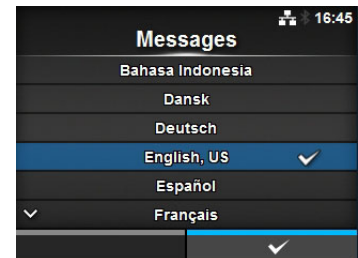 16:45
Messages
Bahasa Indonesia
Dansk
Deutsch
English, US
Español
Français